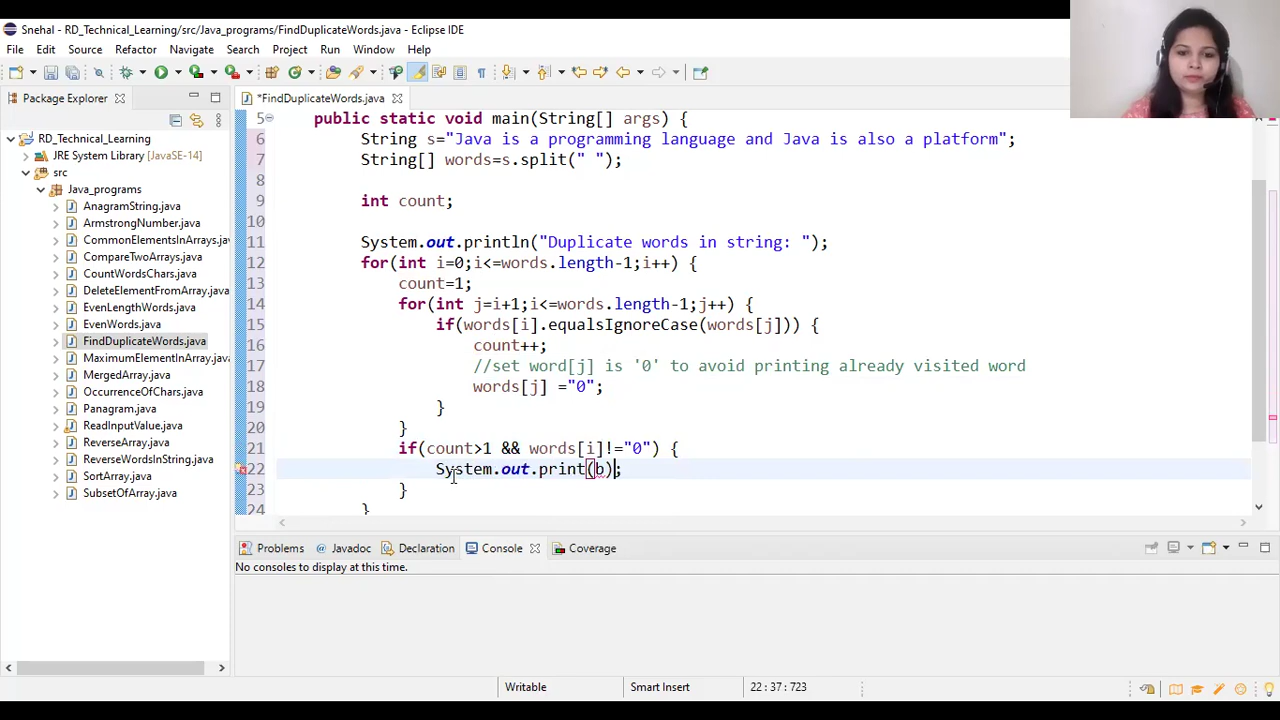 Snehal - RD_Technical_Learning/src/Java_programs/FindDuplicateWords.java - Eclipse IDE
File Edit Source Refactor Navigate Search Project Run Window Help
Package Explorer
*FindDuplicateWords.java
RD_Technical_Learning
JRE System Library [JavaSE-14]
src
Java_programs
AnagramString.java
ArmstrongNumber.java
CommonElementsInArrays.java
CompareTwoArrays.java
CountWordsChars.java
DeleteElementFromArray.java
EvenLengthWords.java
EvenWords.java
FindDuplicateWords.java
MaximumElementInArray.java
MergedArray.java
OccurrenceOfChars.java
Panagram.java
ReadInputValue.java
ReverseArray.java
ReverseWordsInString.java
SortArray.java
SubsetOfArray.java
5 public static void main(String[] args) {
6 String s="Java is a programming language and Java is also a platform";
7 String[] words=s.split(" ");
8
9 int count;
10
11 System.out.println("Duplicate words in string: ");
12 for(int i=0;i<=words.length-1;i++) {
13 count=1;
14 for(int j=i+1;i<=words.length-1;j++) {
15 if(words[i].equalsIgnoreCase(words[j])) {
16 count++;
17 //set word[j] is '0' to avoid printing already visited word
18 words[j] ="0";
19 }
20 }
21 if(count>1 && words[i]!="0") {
22 System.out.print(b);
23 }
24 }
Problems Javadoc Declaration Console Coverage
No consoles to display at this time.
Writable Smart Insert 22 : 37 : 723